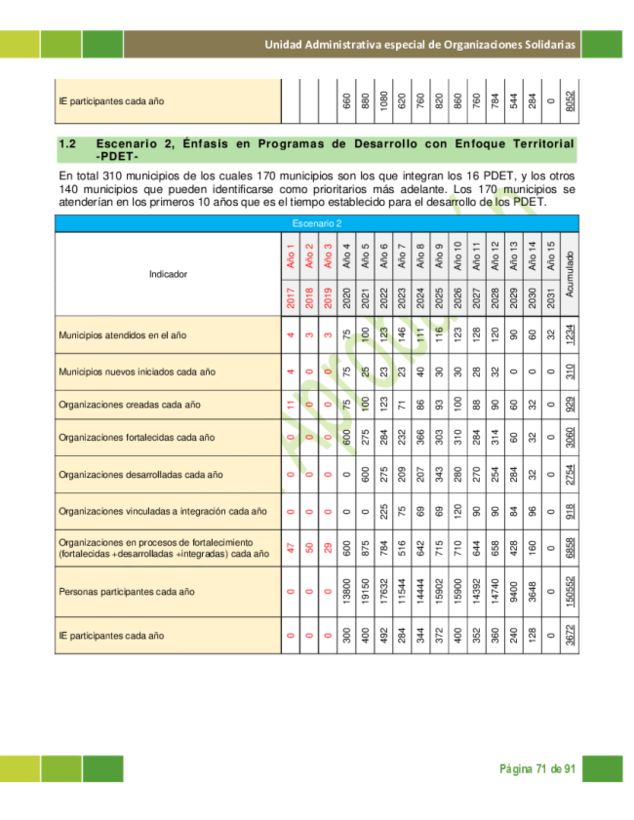 Unidad Administrativa especial de Organizaciones Solidarias
IE participantes cada año 660 880 1080 620 760 820 860 760 784 544 284 0 8052
1.2 Escenario 2, Énfasis en Programas de Desarrollo con Enfoque Territorial
-PDET-
En total 310 municipios de los cuales 170 municipios son los que integran los 16 PDET, y los otros
140 municipios que pueden identificarse como prioritarios más adelante. Los 170 municipios se
atenderían en los primeros 10 años que es el tiempo establecido para el desarrollo de los PDET.
Escenario 2
Indicador Año 1 Año 2 Año 3 Año 4 Año 5 Año 6 Año 7 Año 8 Año 9 Año 10 Año 11 Año 12 Año 13 Año 14 Año 15 Acumulado
2017 2018 2019 2020 2021 2022 2023 2024 2025 2026 2027 2028 2029 2030 2031
Municipios atendidos en el año 4 3 3 75 100 123 146 111 116 123 128 120 90 60 32 1234
Municipios nuevos iniciados cada año 4 0 0 75 25 23 23 40 30 30 28 32 0 0 0 310
Organizaciones creadas cada año 11 0 0 75 100 123 71 86 93 100 88 90 60 32 0 929
Organizaciones fortalecidas cada año 0 0 0 600 275 284 232 366 303 310 284 314 60 32 0 3060
Organizaciones desarrolladas cada año 0 0 0 0 600 275 209 207 343 280 270 254 284 32 0 2754
Organizaciones vinculadas a integración cada año 0 0 0 0 0 225 75 69 69 120 90 90 84 96 0 918
Organizaciones en procesos de fortalecimiento
(fortalecidas +desarrolladas +integradas) cada año 47 50 29 600 875 784 516 642 715 710 644 658 428 160 0 6858
Personas participantes cada año 0 0 0 13800 19150 17632 11544 14444 15902 15900 14392 14740 9400 3648 0 150552
IE participantes cada año 0 0 0 300 400 492 284 344 372 400 352 360 240 128 0 3672
Página 71 de 91